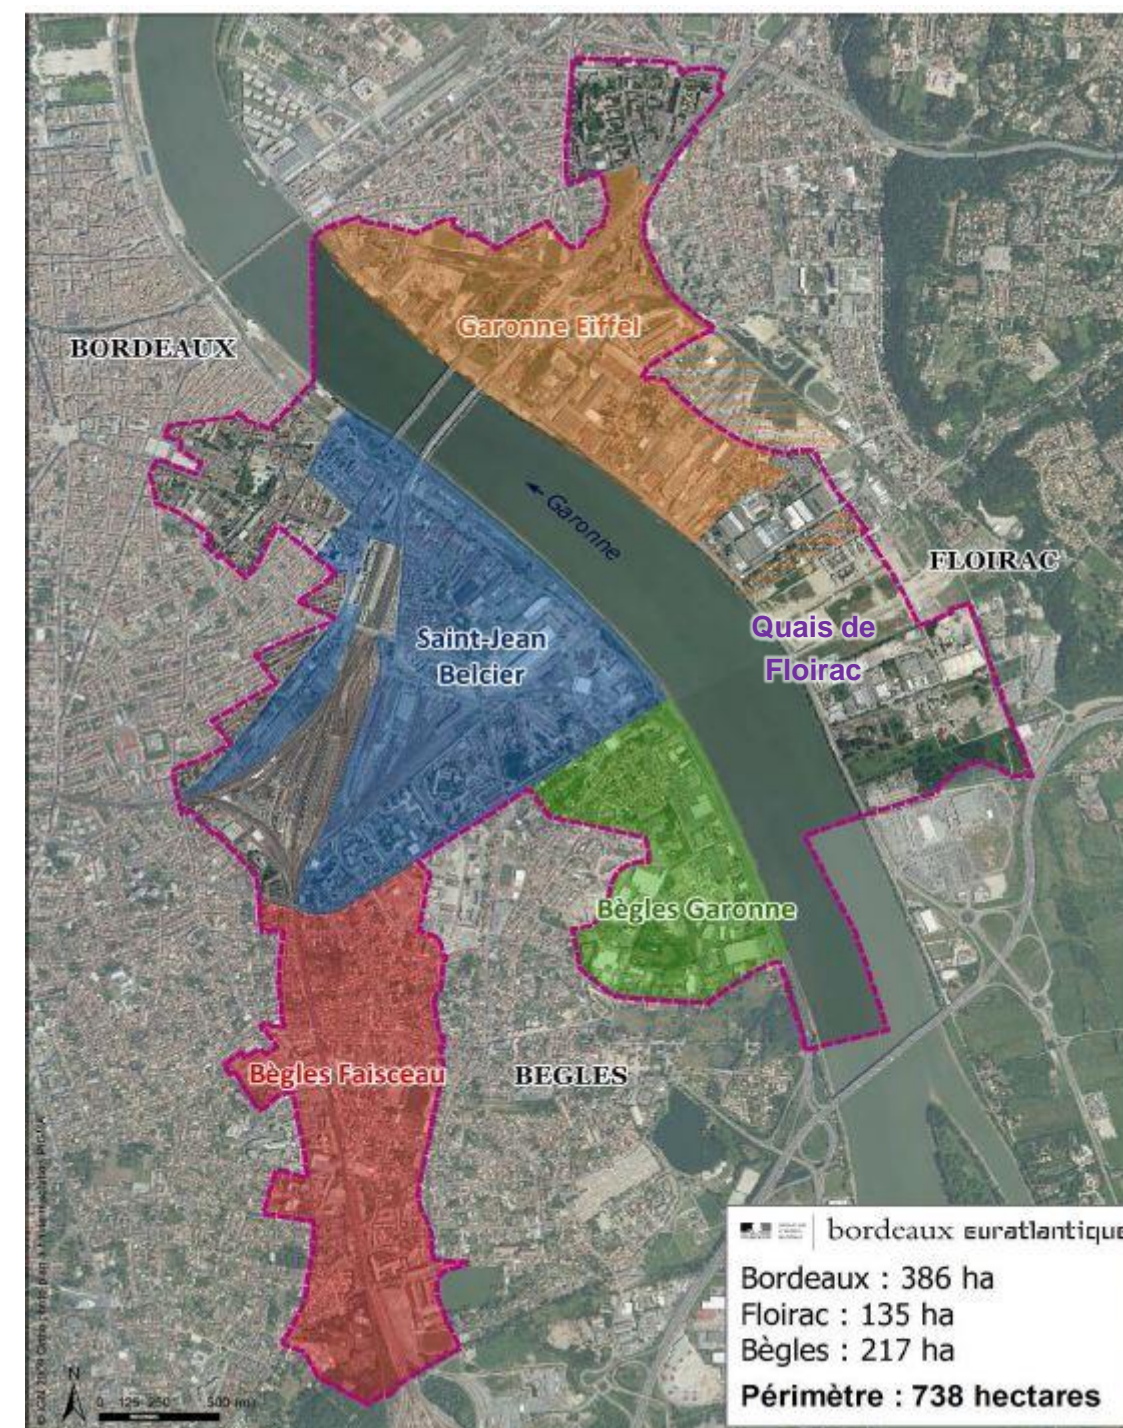 Garonne Eiffel
BORDEAUX
Garonne
FLOIRAC
Quais de
Floirac
Saint-Jean
Belcier
Bègles Garonne
Bègles Faisceau
BEGLES
bordeaux euratlantique
Bordeaux : 386 ha
Floirac : 135 ha
Bègles : 217 ha
Périmètre : 738 hectares
N
0 125 250 500 m